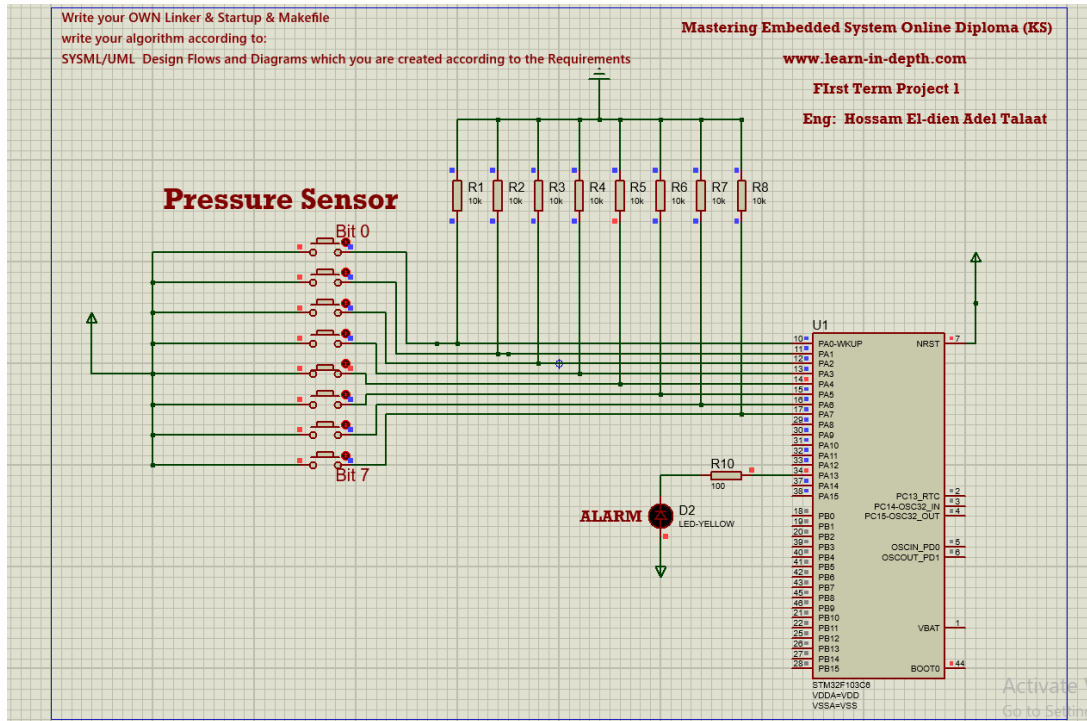 Write your OWN Linker & Startup & Makefile
write your algorithm according to:
SYSML/UML Design Flows and Diagrams which you are created according to the Requirements
Mastering Embedded System Online Diploma (KS)
www.learn-in-depth.com
FIrst Term Project 1
Eng: Hossam El-dien Adel Talaat
R1
10k
R2
10k
R3
10k
R4
10k
R5
10k
R6
10k
R7
10k
R8
10k
Pressure Sensor
Bit 0
Bit 7
U1
10 PA0-WKUP
11 PA1
12 PA2
13 PA3
14 PA4
15 PA5
16 PA6
17 PA7
29 PA8
30 PA9
31 PA10
32 PA11
33 PA12
34 PA13
37 PA14
38 PA15
18 PB0
19 PB1
20 PB2
39 PB3
40 PB4
41 PB5
42 PB6
43 PB7
45 PB8
46 PB9
21 PB10
22 PB11
25 PB12
26 PB13
27 PB14
28 PB15
NRST 7
PC13_RTC 2
PC14-OSC32_IN 3
PC15-OSC32_OUT 4
OSCIN_PD0 5
OSCOUT_PD1 6
VBAT 1
BOOT0 44
R10
100
ALARM
D2
LED-YELLOW
STM32F103C6
VDDA=VDD
VSSA=VSS
Activate
Go to